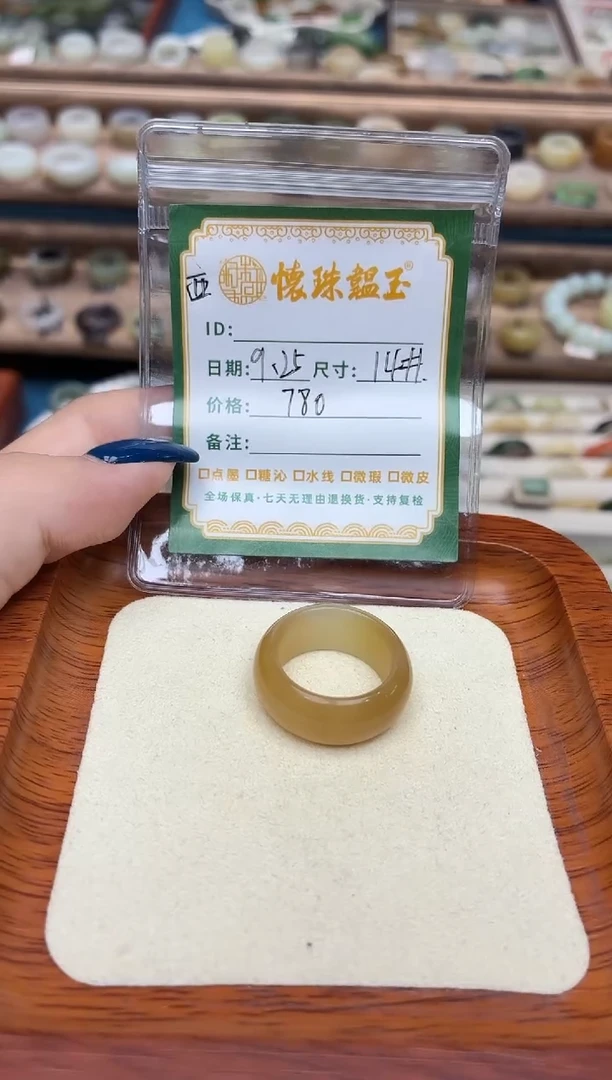 西 懷珠韞玉®
ID:
日期: 9.25 尺寸: 14#.
价格: 780
备注:
□点墨 □糖沁 □水线 □微瑕 □微皮
全场保真·七天无理由退换货·支持复检